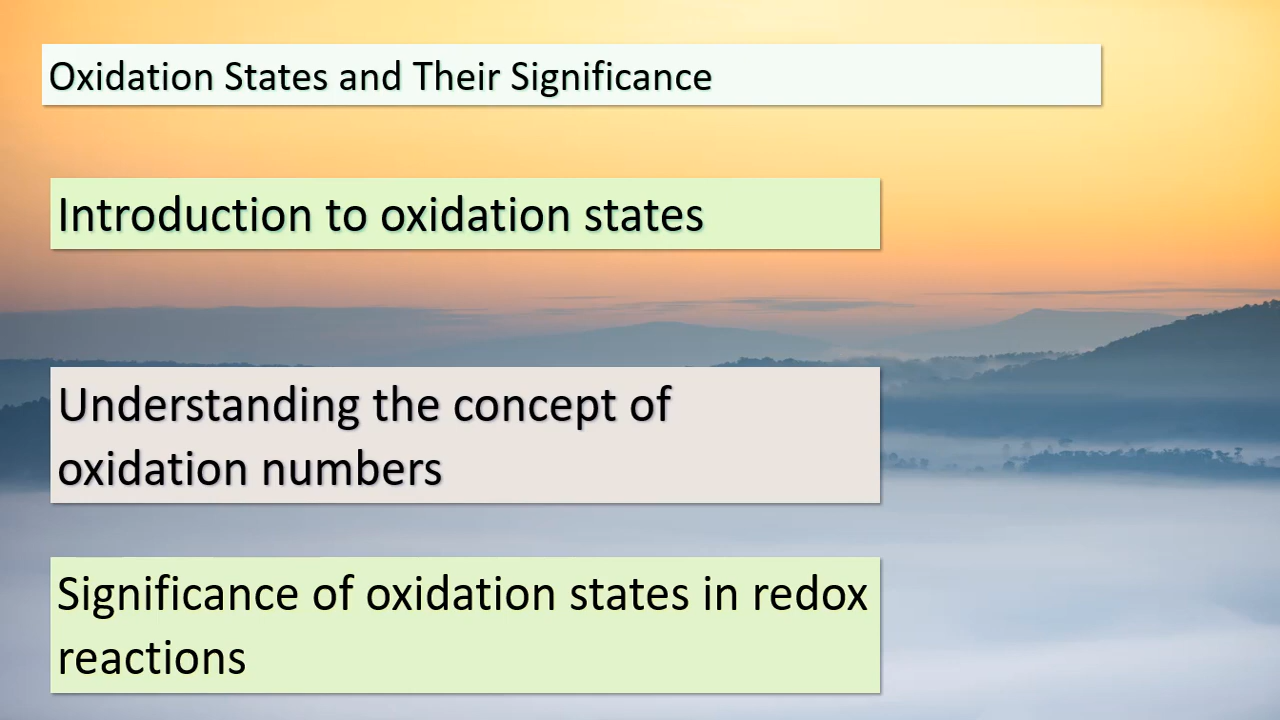 Oxidation States and Their Significance
Introduction to oxidation states
Understanding the concept of
oxidation numbers
Significance of oxidation states in redox
reactions